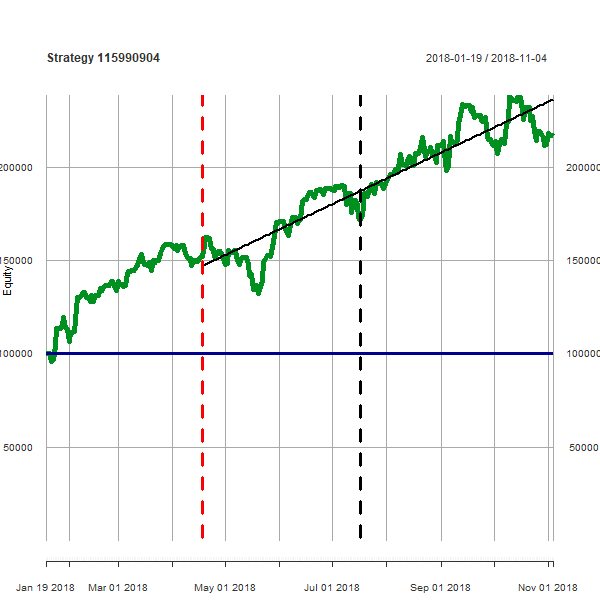 Strategy 115990904
2018-01-19 / 2018-11-04
200000
200000
150000
150000
Equity
100000
100000
50000
50000
Jan 19 2018
Mar 01 2018
May 01 2018
Jul 01 2018
Sep 01 2018
Nov 01 2018